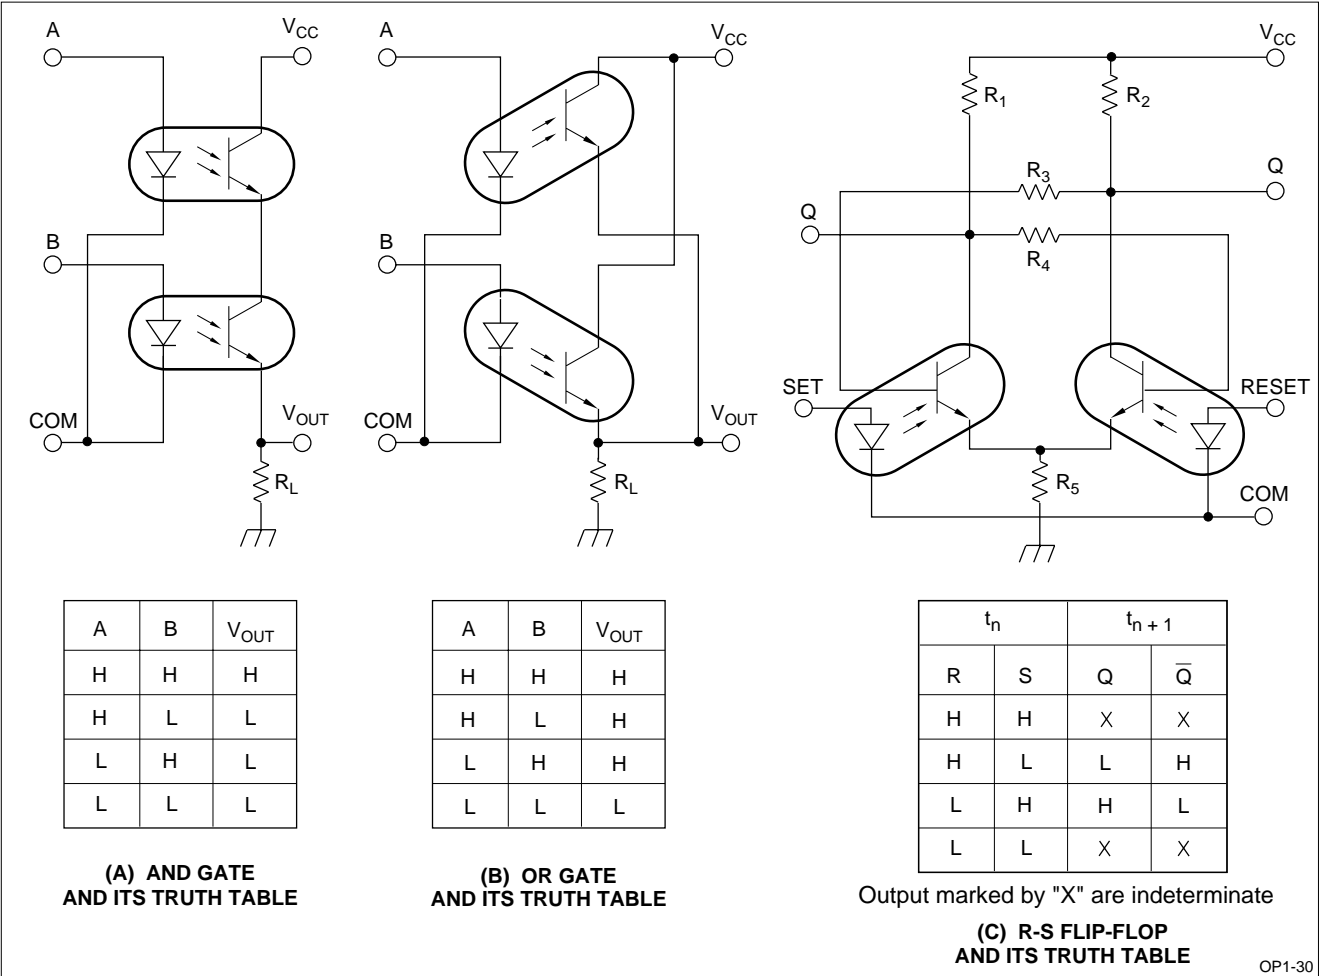 A
V_CC
B
COM
V_OUT
R_L
A
V_CC
B
COM
V_OUT
R_L
V_CC
R_1
R_2
R_3
Q
Q
R_4
SET
RESET
R_5
COM
A B V_OUT
H H H
H L L
L H L
L L L
(A) AND GATE
AND ITS TRUTH TABLE
A B V_OUT
H H H
H L H
L H H
L L L
(B) OR GATE
AND ITS TRUTH TABLE
t_n t_n + 1
R S Q Q̅
H H X X
H L L H
L H H L
L L X X
Output marked by "X" are indeterminate
(C) R-S FLIP-FLOP
AND ITS TRUTH TABLE
OP1-30